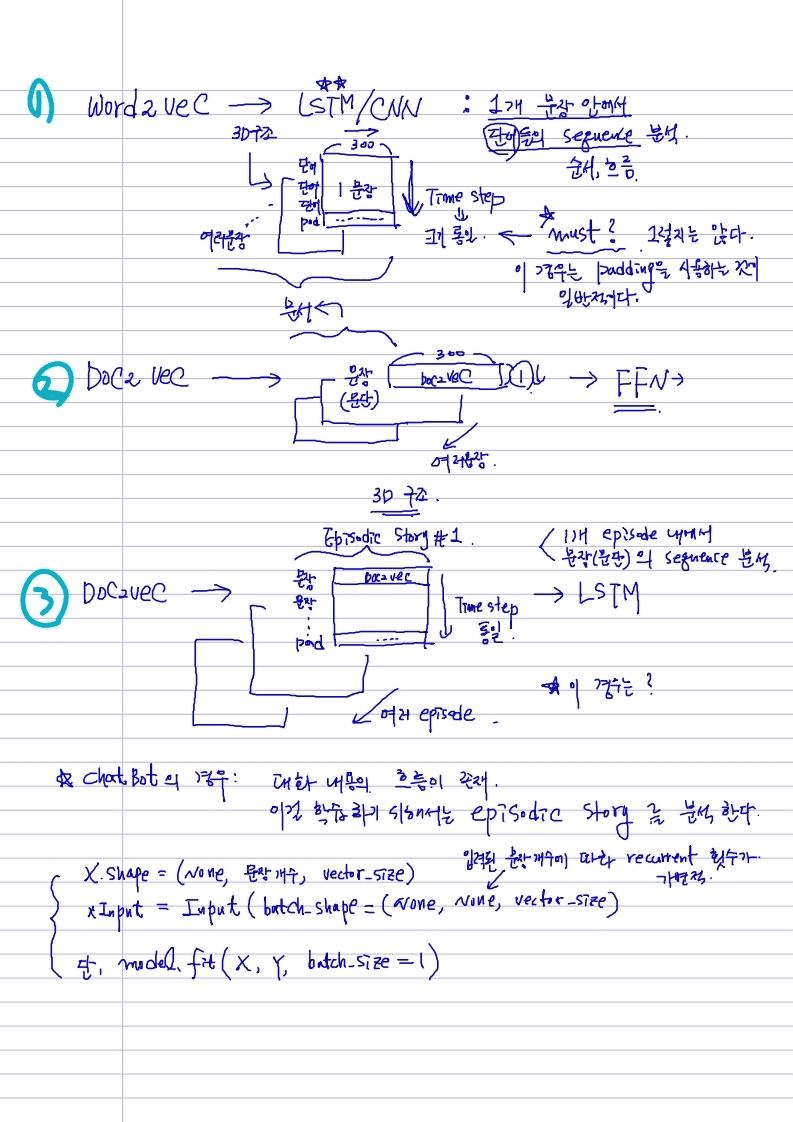 ① Word2Vec → LSTM/CNN : 1개 문장 안에서
3D구조
단어들의 sequence 분석.
순서, 흐름.
300
단어
단어
단어
pad
1 문장
Time step
크기 통일. ← must? 그렇지는 않다.
여러문장
이 경우는 padding을 사용하는 것이
일반적이다.
문서
② Doc2Vec → 문장
(문단)
300
Doc2Vec
1
→ FFN →
여러문장.
3D 구조.
Episodic Story #1.
1개 episode 내에서
문장(문단)의 sequence 분석.
③ Doc2Vec →
문장
문장
pad
Doc2Vec
Time step
통일!
→ LSTM
☆ 이 경우는?
여러 episode.
☆ ChatBot의 경우: 대화 내용의 흐름이 존재.
이걸 학습하기 위해서는 episodic story를 분석한다.
입력된 문장개수에 따라 recurrent 횟수가
가변적.
X.shape = (None, 문장개수, vector_size)
xInput = Input(batch_shape = (None, None, vector_size)
단, model.fit(X, Y, batch_size = 1)